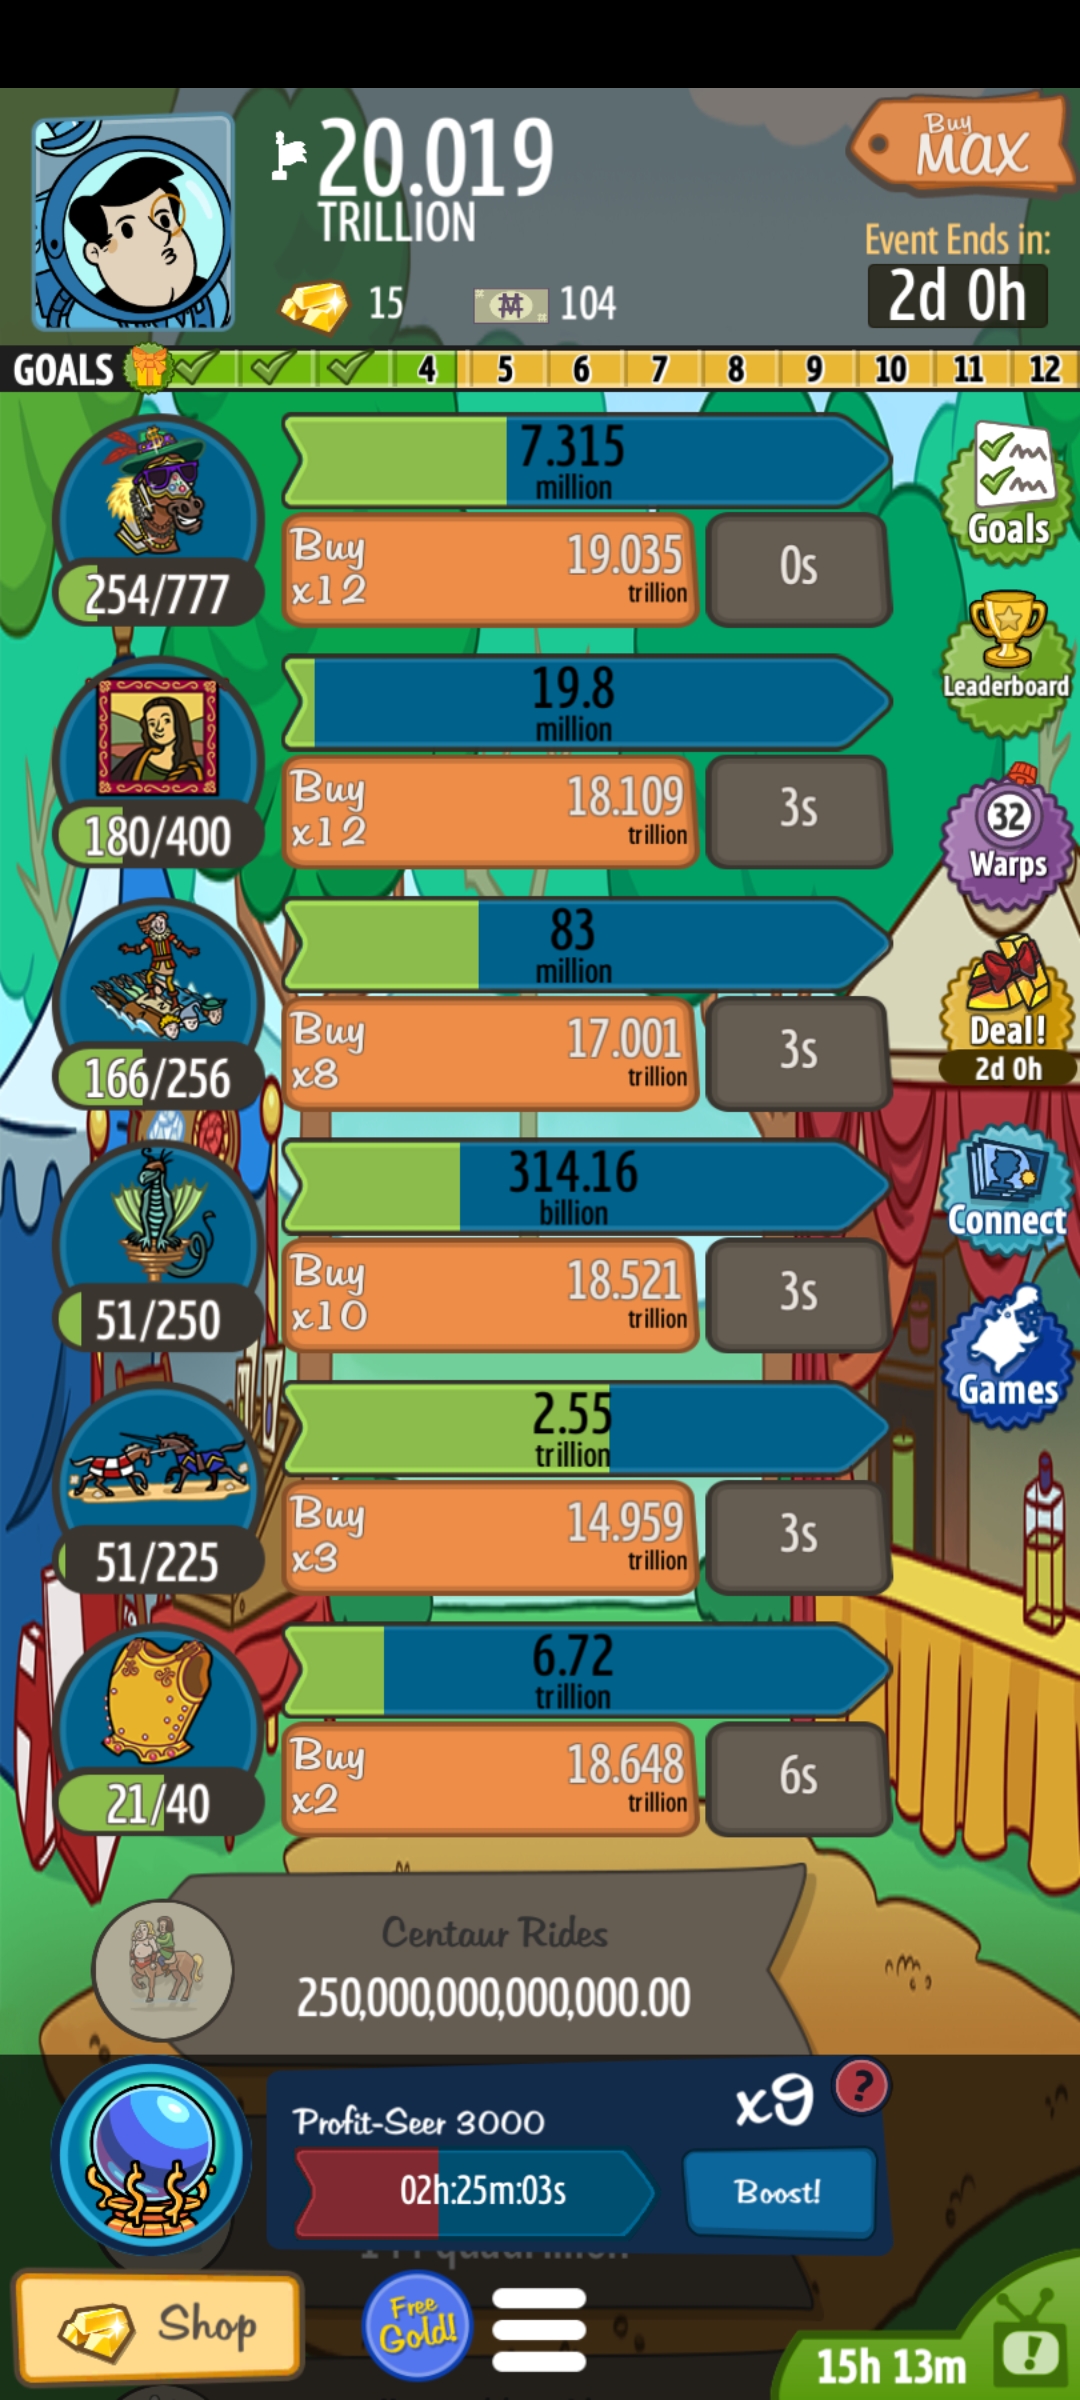 20.019
TRILLION
15
104
Buy
MAX
Event Ends in:
2d 0h
GOALS 4 5 6 7 8 9 10 11 12
7.315
million
254/777
Buy
x12
19.035
trillion
0s
Goals
19.8
million
180/400
Buy
x12
18.109
trillion
3s
Leaderboard
32
Warps
83
million
166/256
Buy
x8
17.001
trillion
3s
Deal!
2d 0h
314.16
billion
51/250
Buy
x10
18.521
trillion
3s
Connect
Games
2.55
trillion
51/225
Buy
x3
14.959
trillion
3s
6.72
trillion
21/40
Buy
x2
18.648
trillion
6s
Centaur Rides
250,000,000,000,000.00
Profit-Seer 3000
x9
?
02h:25m:03s
Boost!
Shop
Free
Gold!
15h 13m
!